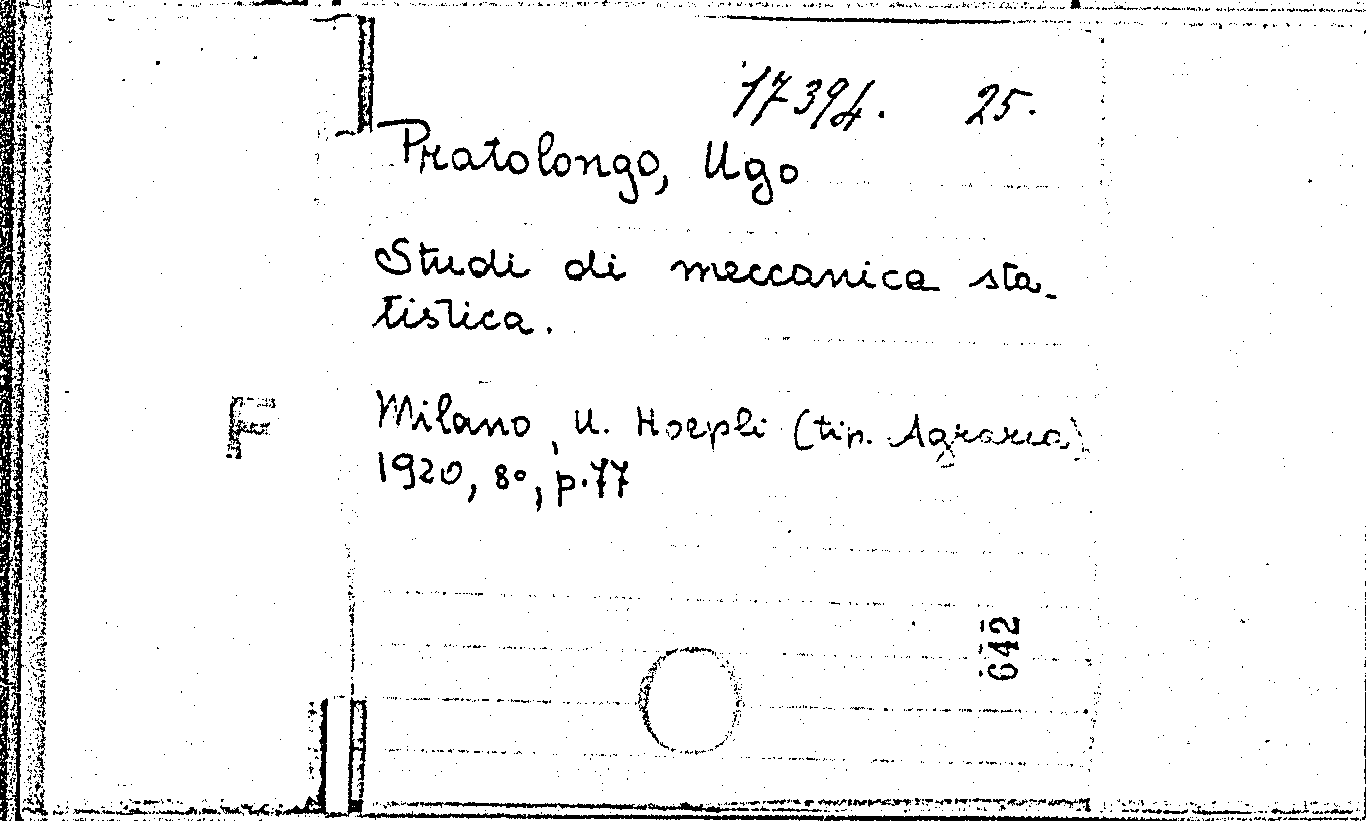 17394. 25.
Pratolongo, Ugo
Studi di meccanica sta-
tistica.
F
Milano, U. Hoepli (tip. Agraria)
1920, 8°, p. 77
642